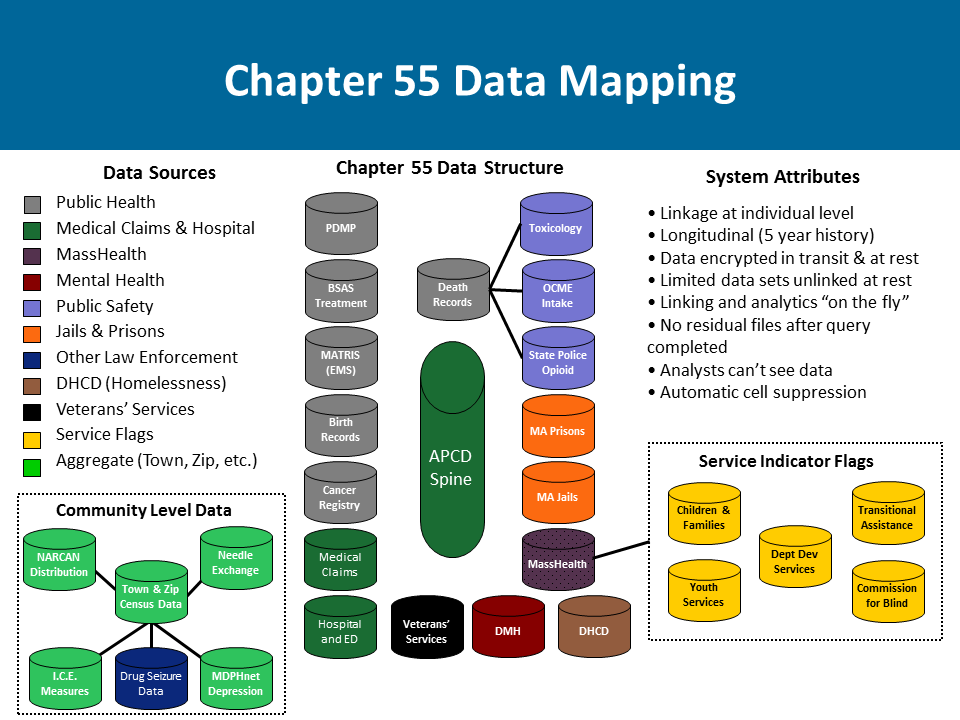 Chapter 55 Data Mapping
Data Sources
Public Health
Medical Claims & Hospital
MassHealth
Mental Health
Public Safety
Jails & Prisons
Other Law Enforcement
DHCD (Homelessness)
Veterans’ Services
Service Flags
Aggregate (Town, Zip, etc.)
Community Level Data
NARCAN
Distribution
Needle
Exchange
Town & Zip
Census Data
I.C.E.
Measures
Drug Seizure
Data
MDPHnet
Depression
Chapter 55 Data Structure
PDMP
BSAS
Treatment
MATRIS
(EMS)
Birth
Records
Cancer
Registry
Medical
Claims
Hospital
and ED
Death
Records
APCD
Spine
Toxicology
OCME
Intake
State Police
Opioid
MA Prisons
MA Jails
MassHealth
Veterans’
Services
DMH
DHCD
System Attributes
• Linkage at individual level
• Longitudinal (5 year history)
• Data encrypted in transit & at rest
• Limited data sets unlinked at rest
• Linking and analytics “on the fly”
• No residual files after query
completed
• Analysts can’t see data
• Automatic cell suppression
Service Indicator Flags
Children &
Families
Transitional
Assistance
Dept Dev
Services
Youth
Services
Commission
for Blind